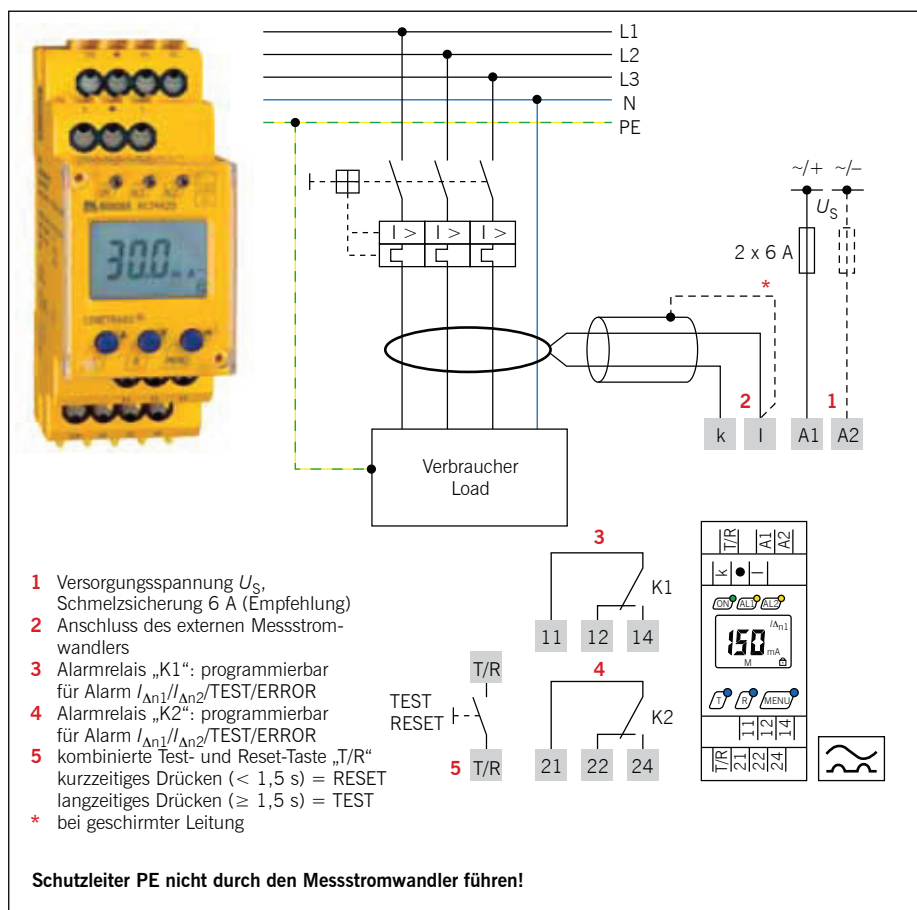 L1
L2
L3
N
PE
~/+ ~/–
U_S
2 x 6 A
I > I > I >
*
2
1
k l A1 A2
BENDER RCM420
30.0 mA
LINETRAXX
MENU
Verbraucher
Load
1 Versorgungsspannung U_S,
Schmelzsicherung 6 A (Empfehlung)
2 Anschluss des externen Messstrom-
wandlers
3 Alarmrelais „K1“: programmierbar
für Alarm I_Δn1/I_Δn2/TEST/ERROR
4 Alarmrelais „K2“: programmierbar
für Alarm I_Δn1/I_Δn2/TEST/ERROR
5 kombinierte Test- und Reset-Taste „T/R“
kurzzeitiges Drücken (< 1,5 s) = RESET
langzeitiges Drücken (≥ 1,5 s) = TEST
* bei geschirmter Leitung
3
K1
11 12 14
T/R
TEST
RESET
5 T/R
4
K2
21 22 24
T/R A1 A2
k l
ON AL1 AL2
I_Δn1
150 mA
M
T R MENU
11 12 14
T/R 21 22 24
Schutzleiter PE nicht durch den Messstromwandler führen!